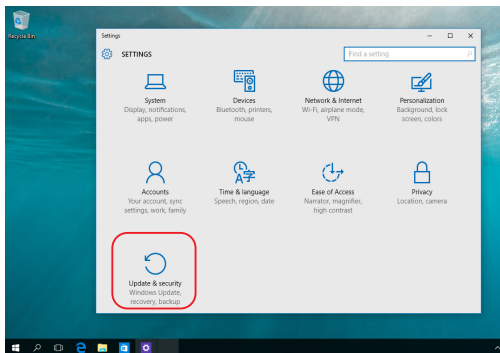 Recycle Bin
Settings
SETTINGS
Find a setting
System
Display, notifications,
apps, power
Devices
Bluetooth, printers,
mouse
Network & Internet
Wi-Fi, airplane mode,
VPN
Personalization
Background, lock
screen, colors
Accounts
Your account, sync
settings, work, family
Time & language
Speech, region, date
Ease of Access
Narrator, magnifier,
high contrast
Privacy
Location, camera
Update & security
Windows Update,
recovery, backup